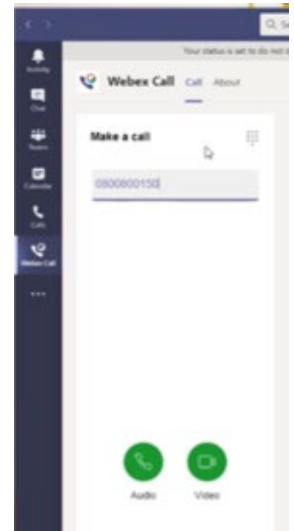 Your status is set to do not d
Activity
Webex Call
Call
About
Chat
Teams
Make a call
Calendar
0800800150
Calls
Webex Call
Audio
Video